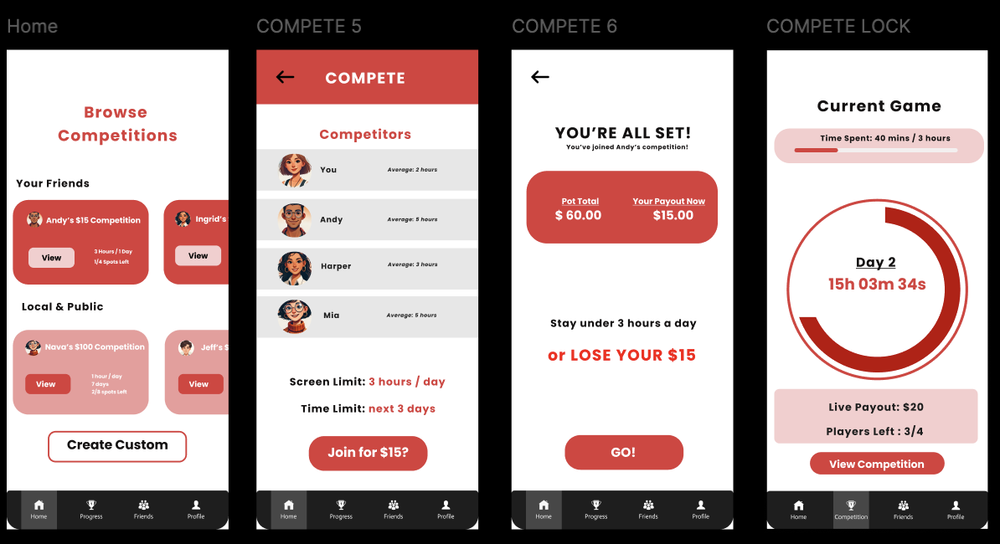 Home
Browse
Competitions
Your Friends
Andy's $15 Competition
View
3 Hours / 1 Day
1/4 Spots Left
Ingrid's
View
Local & Public
Nava's $100 Competition
View
1 hour / day
7 days
2/8 spots Left
Jeff's $
View
Create Custom
Home
Progress
Friends
Profile
COMPETE 5
COMPETE
Competitors
You
Average: 2 hours
Andy
Average: 5 hours
Harper
Average: 3 hours
Mia
Average: 5 hours
Screen Limit: 3 hours / day
Time Limit: next 3 days
Join for $15?
Home
Progress
Friends
Profile
COMPETE 6
YOU'RE ALL SET!
You've joined Andy's competition!
Pot Total
$ 60.00
Your Payout Now
$15.00
Stay under 3 hours a day
or LOSE YOUR $15
GO!
Home
Progress
Friends
Profile
COMPETE LOCK
Current Game
Time Spent: 40 mins / 3 hours
Day 2
15h 03m 34s
Live Payout: $20
Players Left : 3/4
View Competition
Home
Competition
Friends
Profile